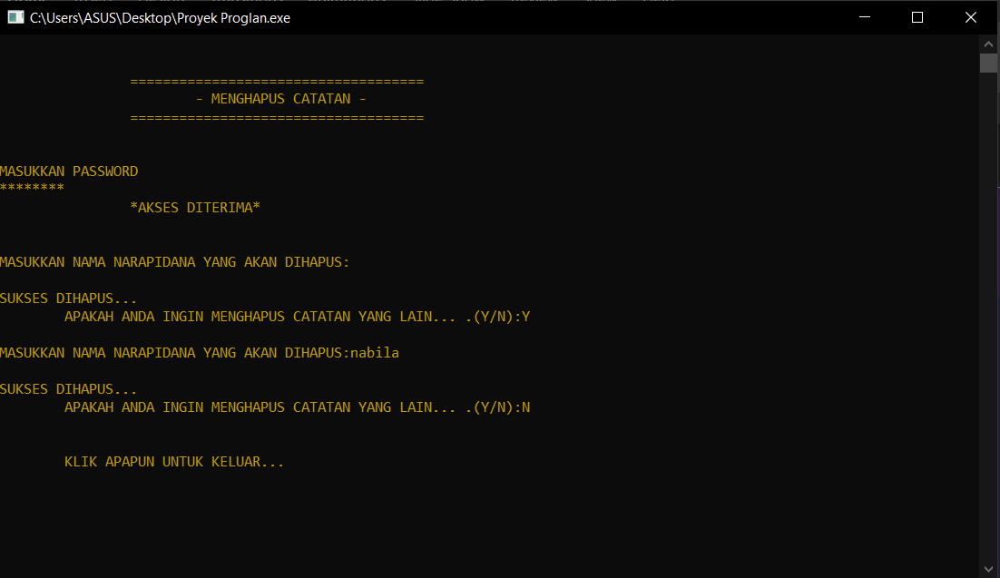 C:\Users\ASUS\Desktop\Proyek Proglan.exe
====================================
- MENGHAPUS CATATAN -
====================================
MASUKKAN PASSWORD
********
*AKSES DITERIMA*
MASUKKAN NAMA NARAPIDANA YANG AKAN DIHAPUS:
SUKSES DIHAPUS...
APAKAH ANDA INGIN MENGHAPUS CATATAN YANG LAIN... .(Y/N):Y
MASUKKAN NAMA NARAPIDANA YANG AKAN DIHAPUS:nabila
SUKSES DIHAPUS...
APAKAH ANDA INGIN MENGHAPUS CATATAN YANG LAIN... .(Y/N):N
KLIK APAPUN UNTUK KELUAR...